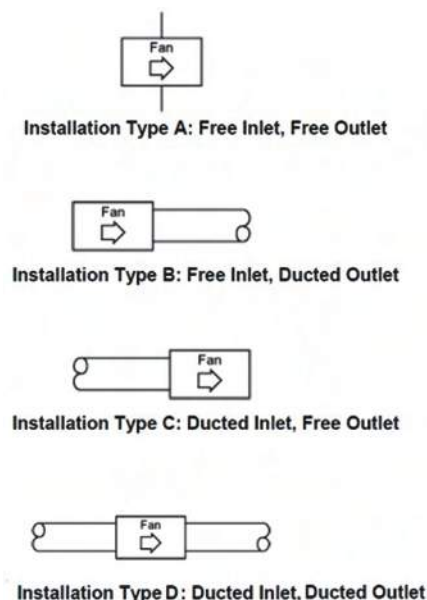 Fan
Installation Type A: Free Inlet, Free Outlet
Fan
Installation Type B: Free Inlet, Ducted Outlet
Fan
Installation Type C: Ducted Inlet, Free Outlet
Fan
Installation Type D: Ducted Inlet, Ducted Outlet